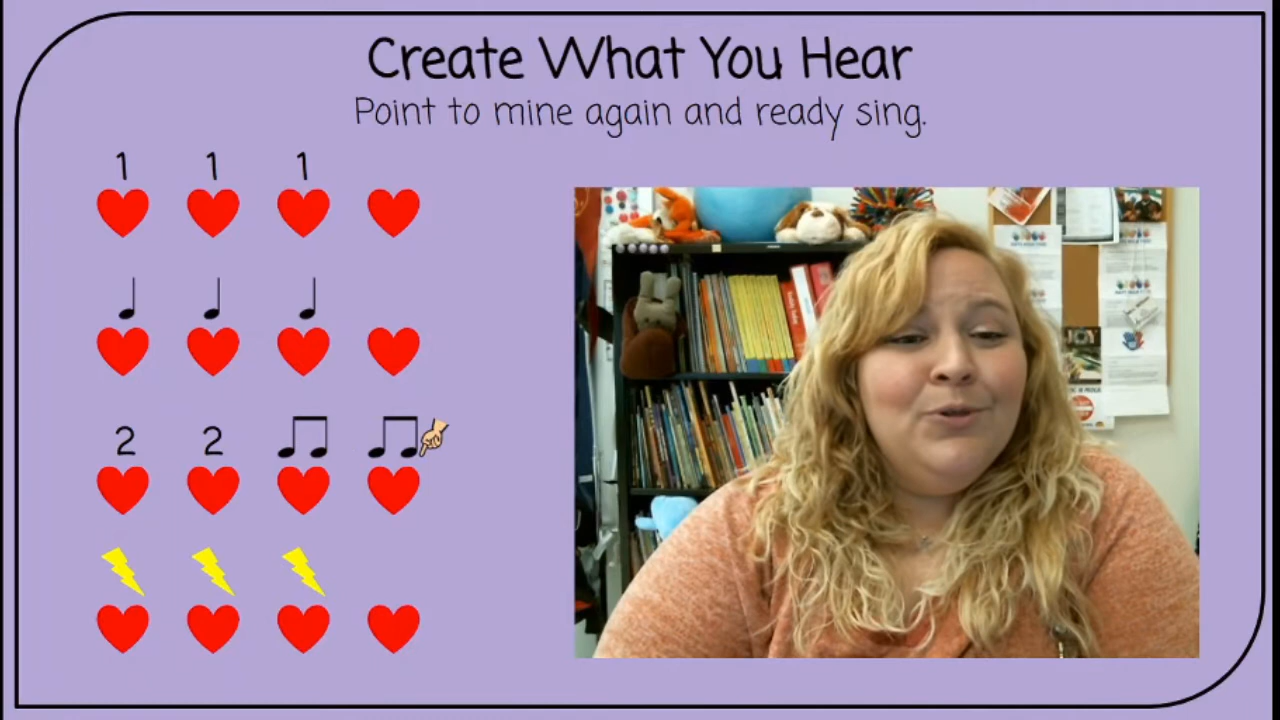 Create What You Hear
Point to mine again and ready sing.
1 1 1
2 2